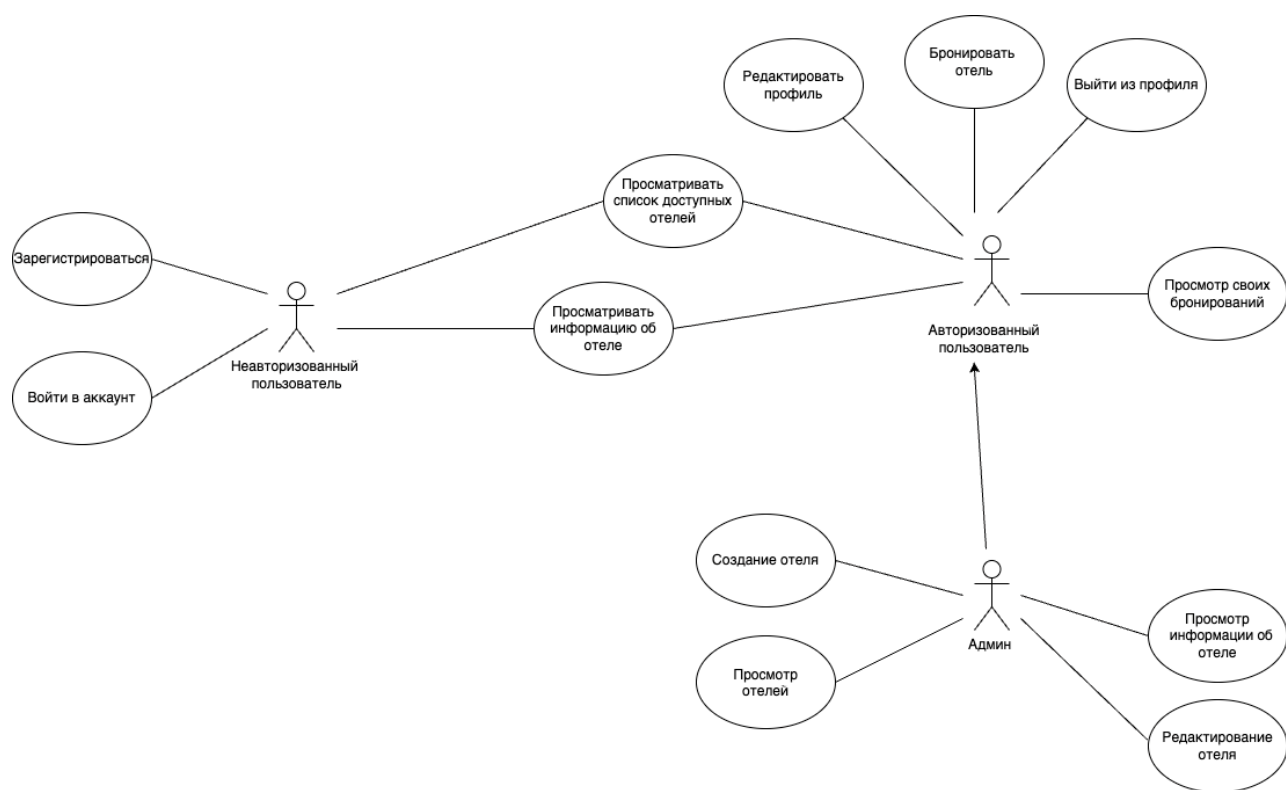 Бронировать
отель
Редактировать
профиль
Выйти из профиля
Просматривать
список доступных
отелей
Зарегистрироваться
Просмотр своих
бронирований
Просматривать
информацию об
отеле
Авторизованный
пользователь
Неавторизованный
пользователь
Войти в аккаунт
Создание отеля
Просмотр
информации об
отеле
Админ
Просмотр
отелей
Редактирование
отеля